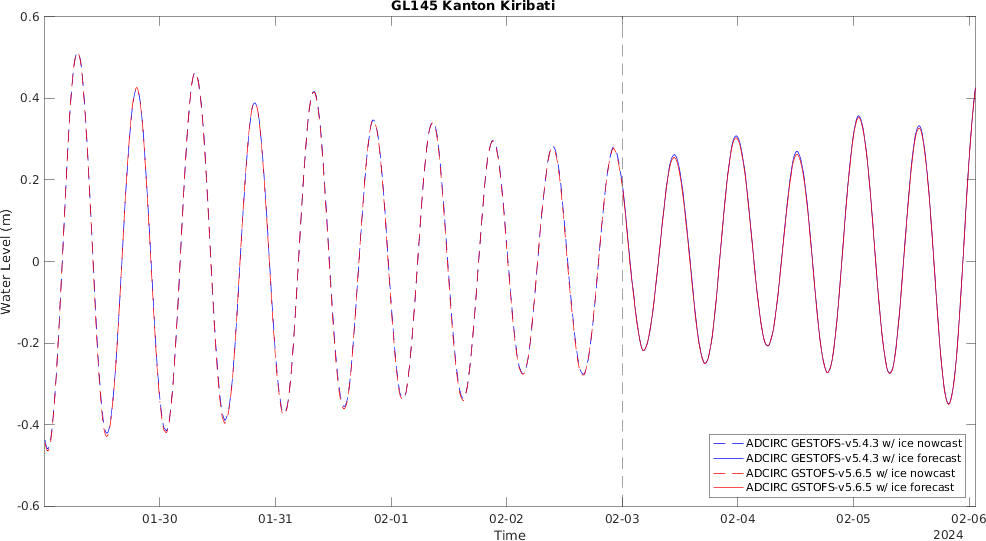 GL145 Kanton Kiribati
0.6
0.4
0.2
0
-0.2
-0.4
-0.6
Water Level (m)
ADCIRC GESTOFS-v5.4.3 w/ ice nowcast
ADCIRC GESTOFS-v5.4.3 w/ ice forecast
ADCIRC GSTOFS-v5.6.5 w/ ice nowcast
ADCIRC GSTOFS-v5.6.5 w/ ice forecast
01-30 01-31 02-01 02-02 02-03 02-04 02-05 02-06
Time
2024